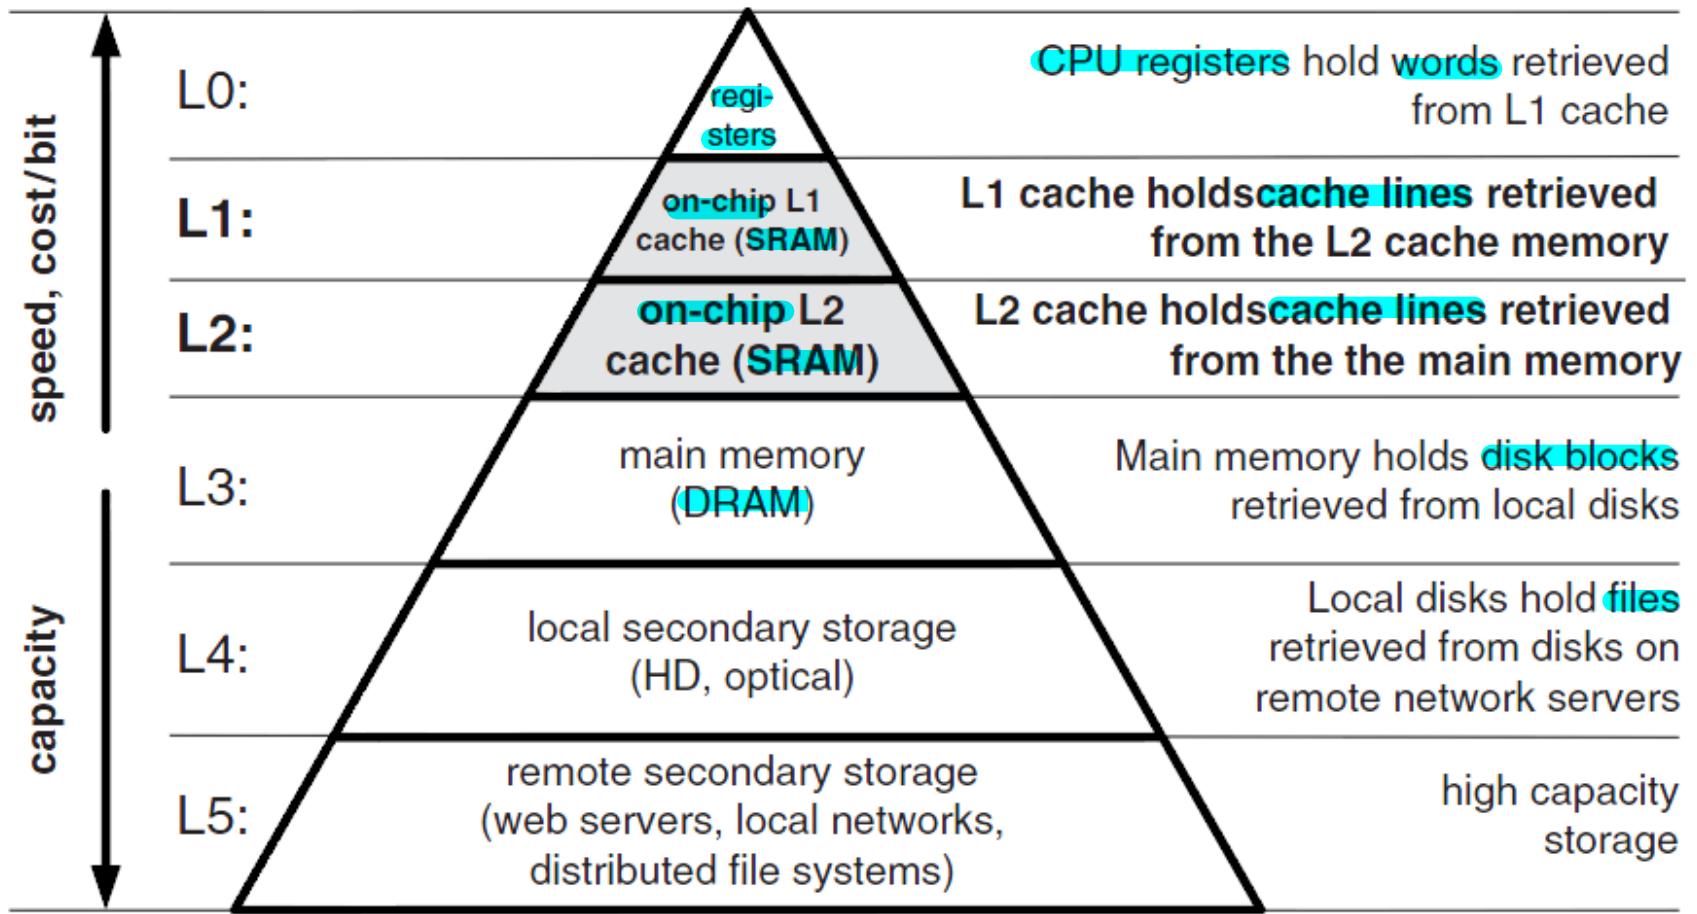 speed, cost/bit
capacity
L0:
regi-
sters
CPU registers hold words retrieved
from L1 cache
L1:
on-chip L1
cache (SRAM)
L1 cache holds cache lines retrieved
from the L2 cache memory
L2:
on-chip L2
cache (SRAM)
L2 cache holds cache lines retrieved
from the the main memory
L3:
main memory
(DRAM)
Main memory holds disk blocks
retrieved from local disks
L4:
local secondary storage
(HD, optical)
Local disks hold files
retrieved from disks on
remote network servers
L5:
remote secondary storage
(web servers, local networks,
distributed file systems)
high capacity
storage